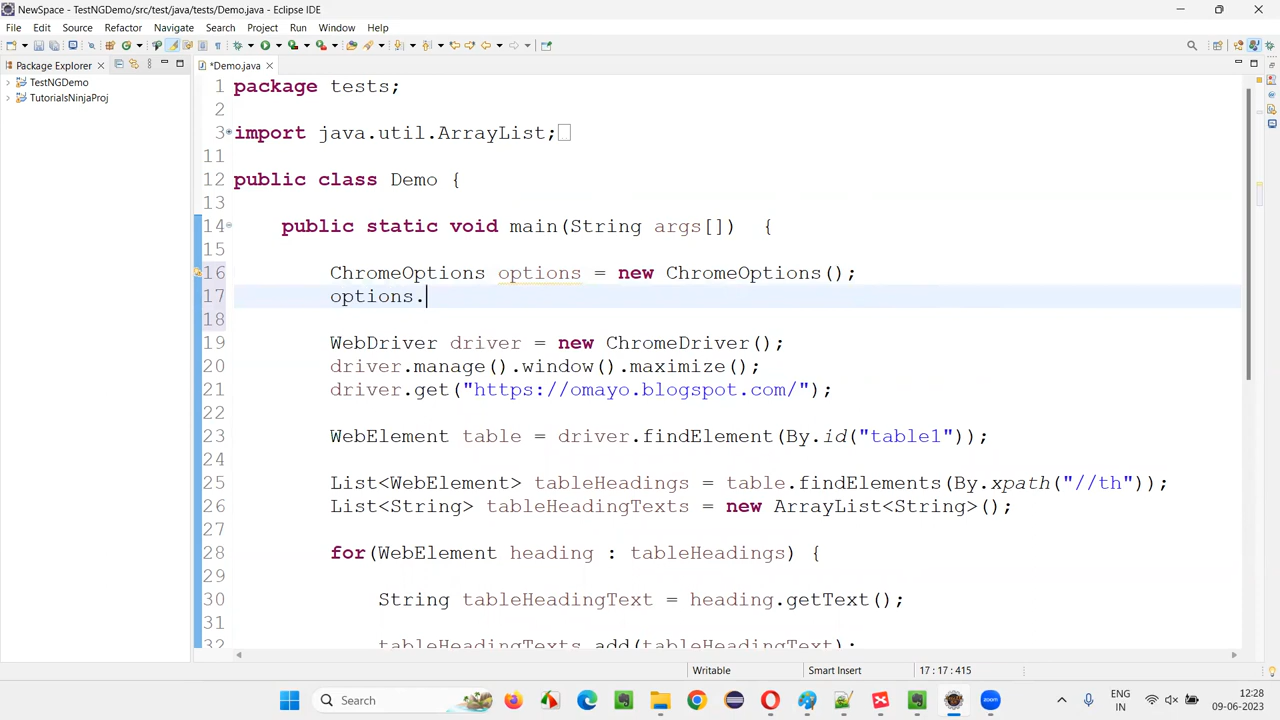 NewSpace - TestNGDemo/src/test/java/tests/Demo.java - Eclipse IDE
File Edit Source Refactor Navigate Search Project Run Window Help
Package Explorer
*Demo.java
TestNGDemo
TutorialsNinjaProj
1 package tests;
2
3 import java.util.ArrayList;
11
12 public class Demo {
13
14 public static void main(String args[])  {
15
16 ChromeOptions options = new ChromeOptions();
17 options.
18
19 WebDriver driver = new ChromeDriver();
20 driver.manage().window().maximize();
21 driver.get("https://omayo.blogspot.com/");
22
23 WebElement table = driver.findElement(By.id("table1"));
24
25 List<WebElement> tableHeadings = table.findElements(By.xpath("//th"));
26 List<String> tableHeadingTexts = new ArrayList<String>();
27
28 for(WebElement heading : tableHeadings) {
29
30 String tableHeadingText = heading.getText();
32 tableHeadingTexts.add(tableHeadingText);
Writable Smart Insert 17 : 17 : 415
Search
ENG
IN
12:28
09-06-2023